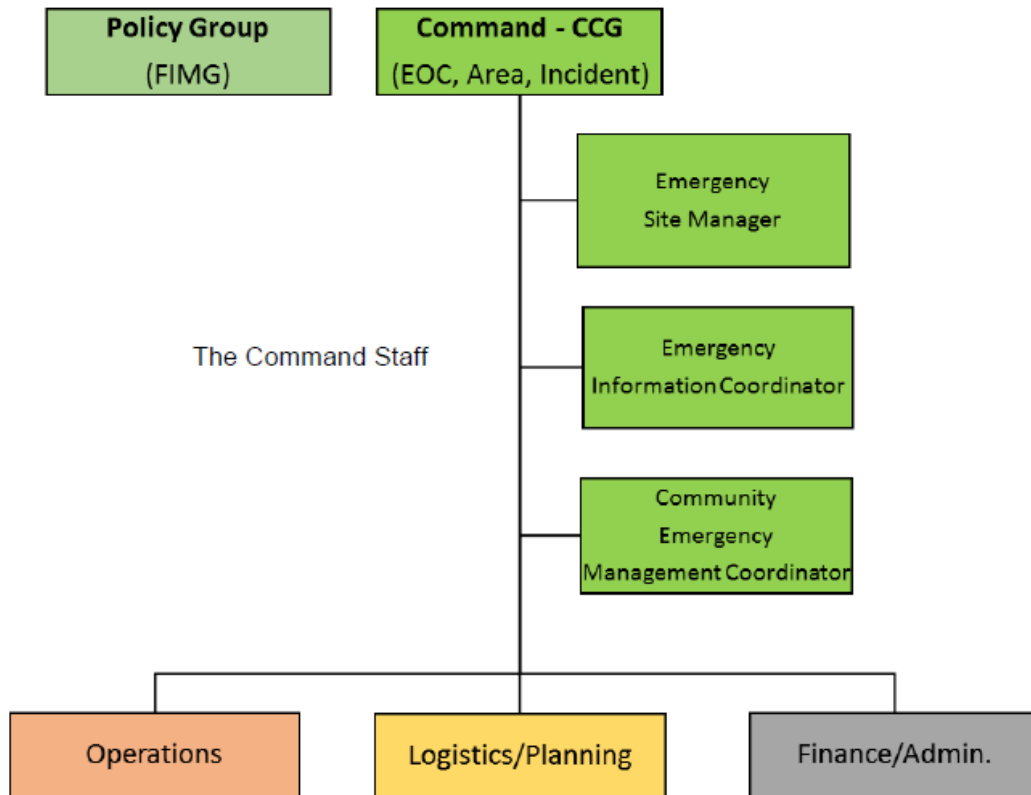 Policy Group
(FIMG)
Command - CCG
(EOC, Area, Incident)
Emergency
Site Manager
The Command Staff
Emergency
Information Coordinator
Community
Emergency
Management Coordinator
Operations
Logistics/Planning
Finance/Admin.